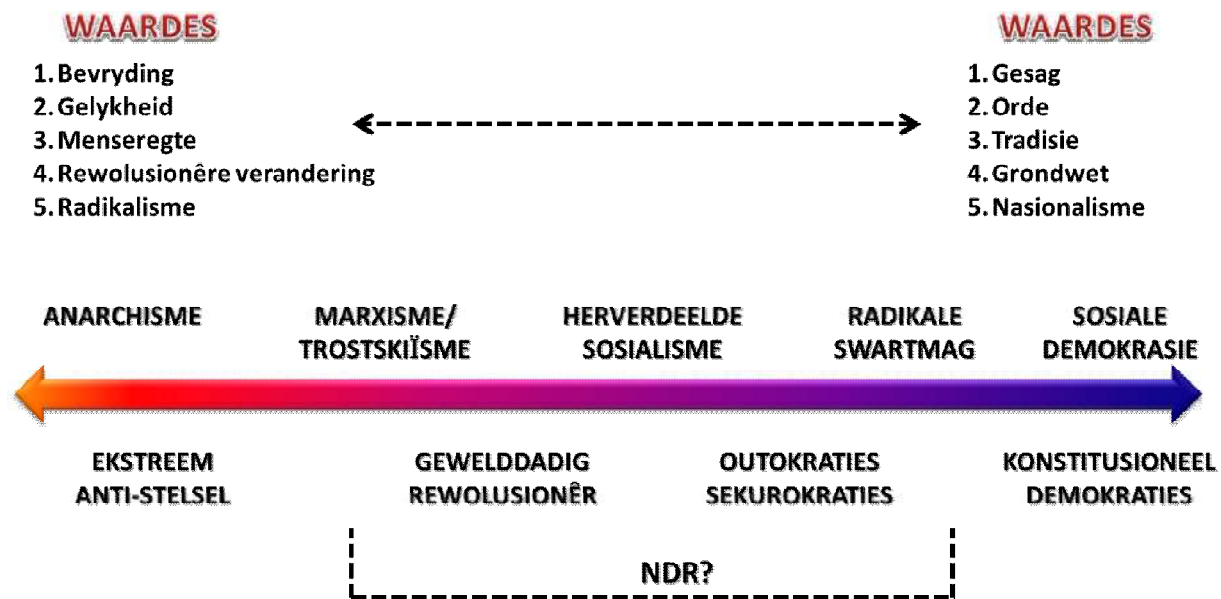 WAARDES
1. Bevryding
2. Gelykheid
3. Menseregte
4. Rewolusionêre verandering
5. Radikalisme
WAARDES
1. Gesag
2. Orde
3. Tradisie
4. Grondwet
5. Nasionalisme
ANARCHISME
MARXISME/
TROSTSKIÏSME
HERVERDEELDE
SOSIALISME
RADIKALE
SWARTMAG
SOSIALE
DEMOKRASIE
EKSTREEM
ANTI-STELSEL
GEWELDDADIG
REWOLUSIONÊR
OUTOKRATIES
SEKUROKRATIES
KONSTITUSIONEEL
DEMOKRATIES
NDR?